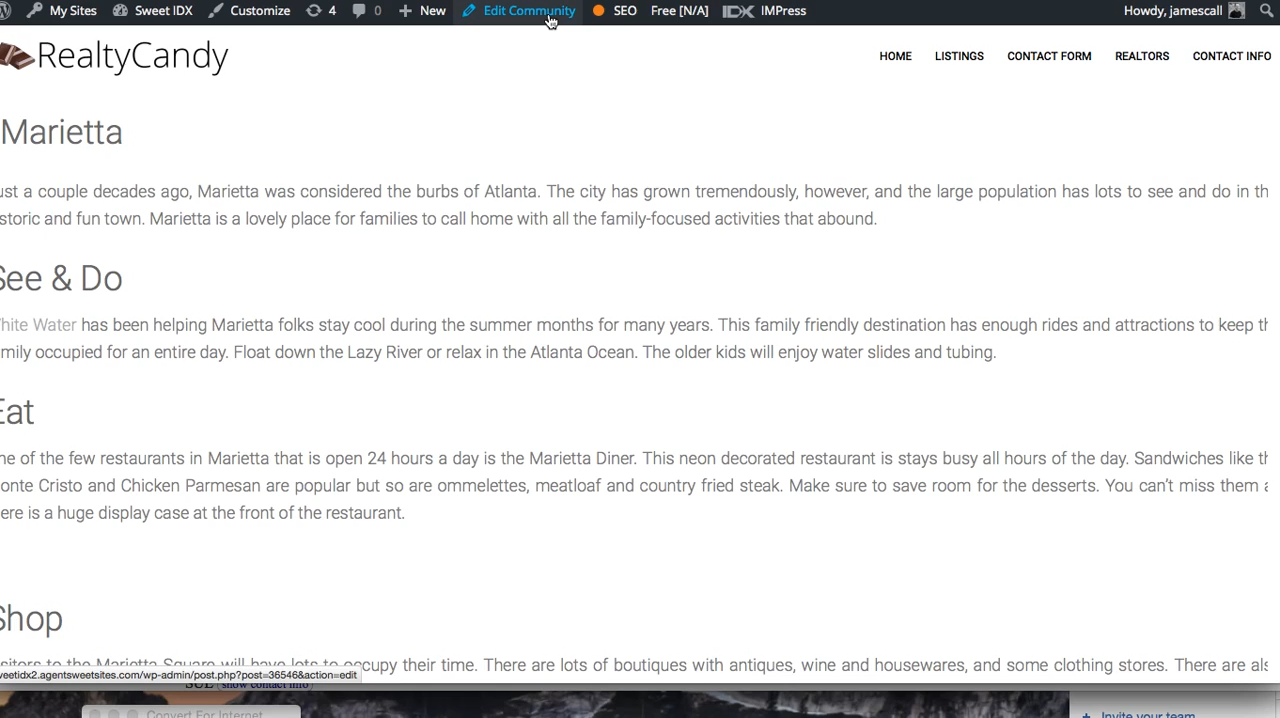 My Sites Sweet IDX Customize 4 0 + New Edit Community SEO Free [N/A] IDX IMPress Howdy, jamescall
RealtyCandy HOME LISTINGS CONTACT FORM REALTORS CONTACT INFO
Marietta
ust a couple decades ago, Marietta was considered the burbs of Atlanta. The city has grown tremendously, however, and the large population has lots to see and do in th
storic and fun town. Marietta is a lovely place for families to call home with all the family-focused activities that abound.
See & Do
hite Water has been helping Marietta folks stay cool during the summer months for many years. This family friendly destination has enough rides and attractions to keep th
mily occupied for an entire day. Float down the Lazy River or relax in the Atlanta Ocean. The older kids will enjoy water slides and tubing.
Eat
ne of the few restaurants in Marietta that is open 24 hours a day is the Marietta Diner. This neon decorated restaurant is stays busy all hours of the day. Sandwiches like th
onte Cristo and Chicken Parmesan are popular but so are ommelettes, meatloaf and country fried steak. Make sure to save room for the desserts. You can't miss them a
ere is a huge display case at the front of the restaurant.
Shop
sitors to the Marietta Square will have lots to occupy their time. There are lots of boutiques with antiques, wine and housewares, and some clothing stores. There are als
veetidx2.agentsweetsites.com/wp-admin/post.php?post=36546&action=edit
show contact info
Convert For Internet
+ Invite your team